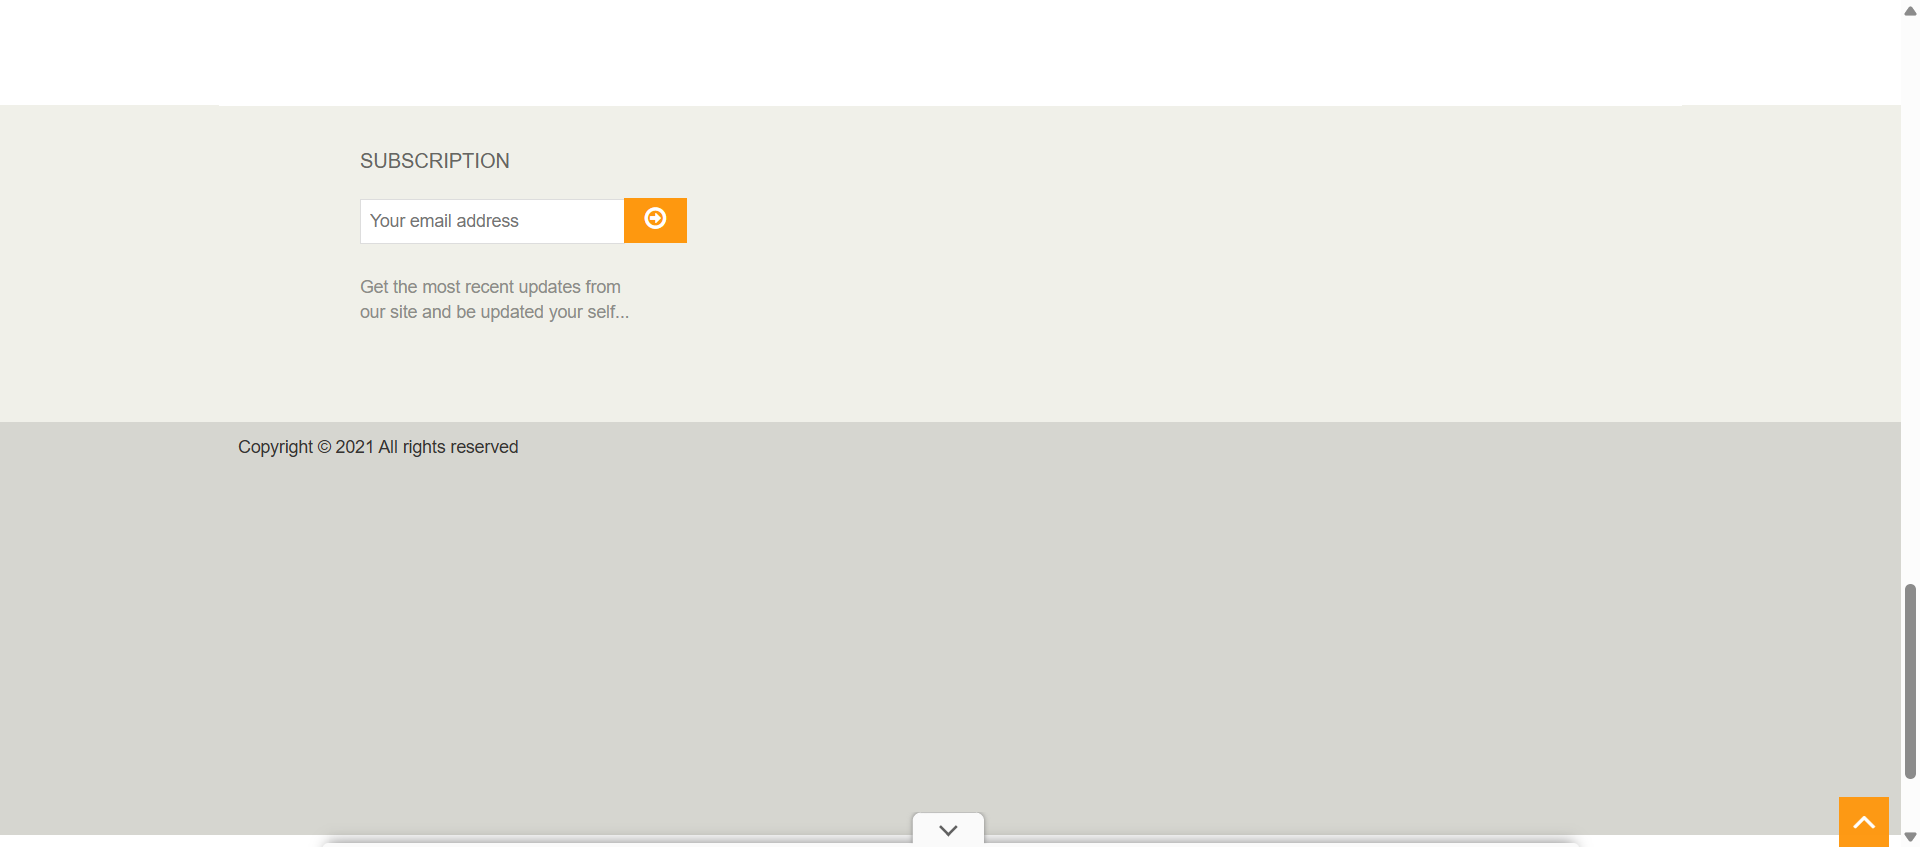 SUBSCRIPTION
Your email address
Get the most recent updates from
our site and be updated your self...
Copyright © 2021 All rights reserved